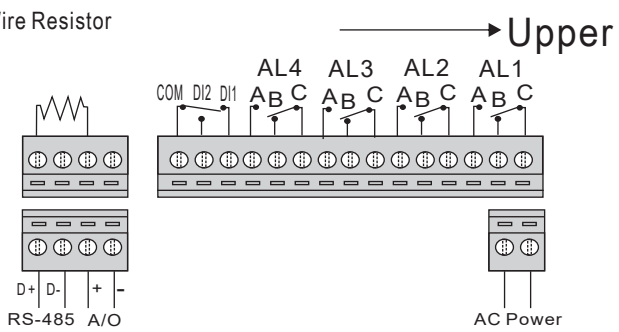 ire Resistor
Upper
AL4 AL3 AL2 AL1
COM DI2 DI1 A B C A B C A B C A B C
D+ D- + -
RS-485 A/O AC Power